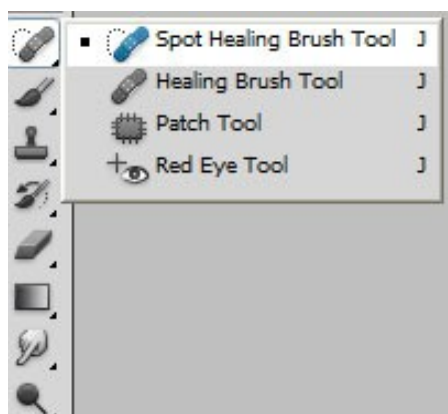 Spot Healing Brush Tool J
Healing Brush Tool J
Patch Tool J
Red Eye Tool J